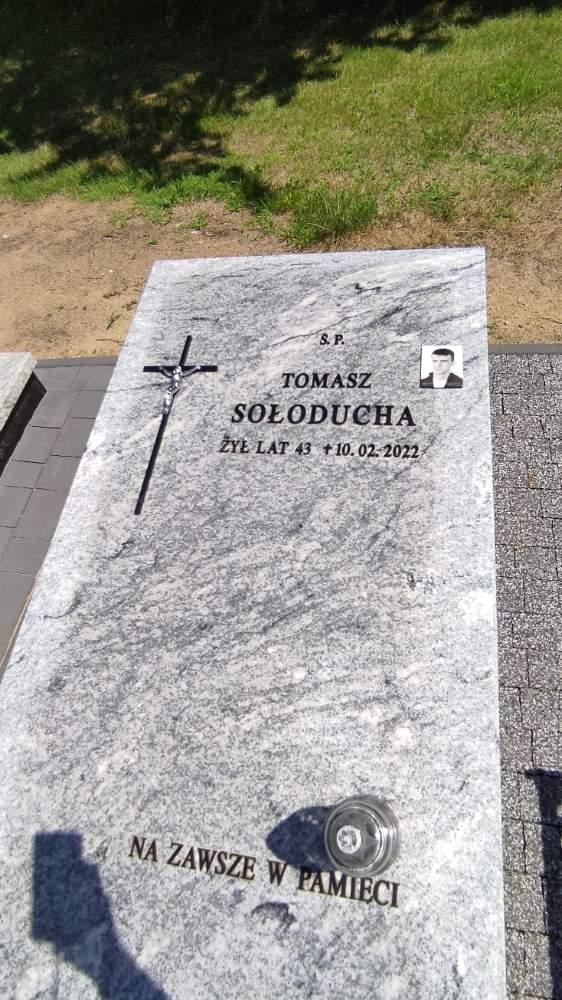 Ś. P.
TOMASZ
SOŁODUCHA
ŻYŁ LAT 43 ✝10.02.2022
NA ZAWSZE W PAMIĘCI